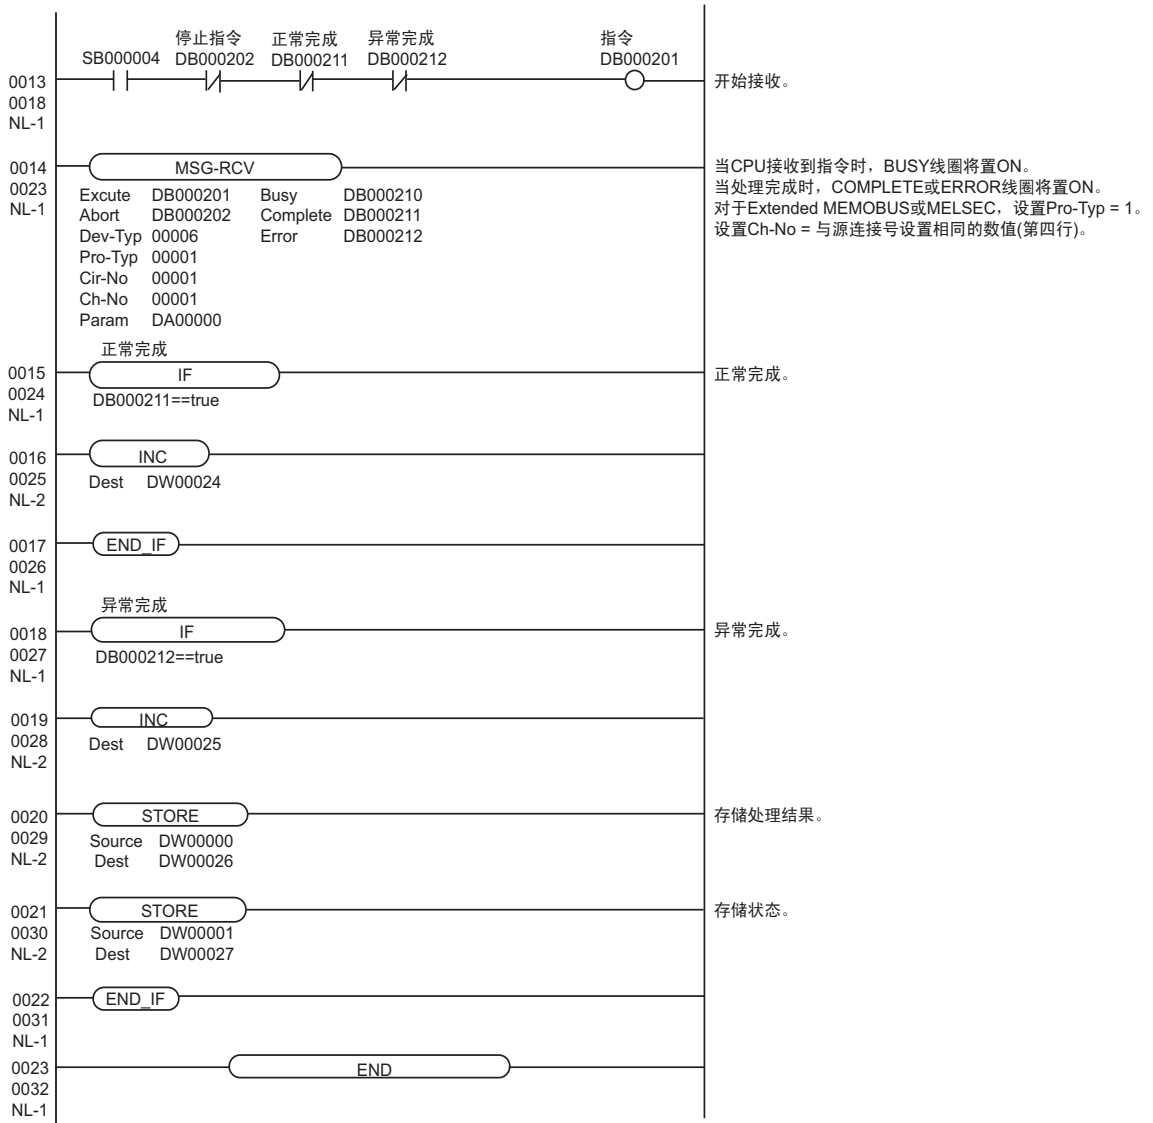 停止指令 正常完成 异常完成 指令
SB000004 DB000202 DB000211 DB000212 DB000201
0013 开始接收。
0018
NL-1
0014 MSG-RCV 当CPU接收到指令时，BUSY线圈将置ON。
0023 Excute DB000201 Busy DB000210 当处理完成时，COMPLETE或ERROR线圈将置ON。
NL-1 Abort DB000202 Complete DB000211 对于Extended MEMOBUS或MELSEC，设置Pro-Typ = 1。
Dev-Typ 00006 Error DB000212 设置Ch-No = 与源连接号设置相同的数值(第四行)。
Pro-Typ 00001
Cir-No 00001
Ch-No 00001
Param DA00000
正常完成
0015 IF 正常完成。
0024 DB000211==true
NL-1
0016 INC
0025 Dest DW00024
NL-2
0017 END_IF
0026
NL-1
异常完成
0018 IF 异常完成。
0027 DB000212==true
NL-1
0019 INC
0028 Dest DW00025
NL-2
0020 STORE 存储处理结果。
0029 Source DW00000
NL-2 Dest DW00026
0021 STORE 存储状态。
0030 Source DW00001
NL-2 Dest DW00027
0022 END_IF
0031
NL-1
0023 END
0032
NL-1